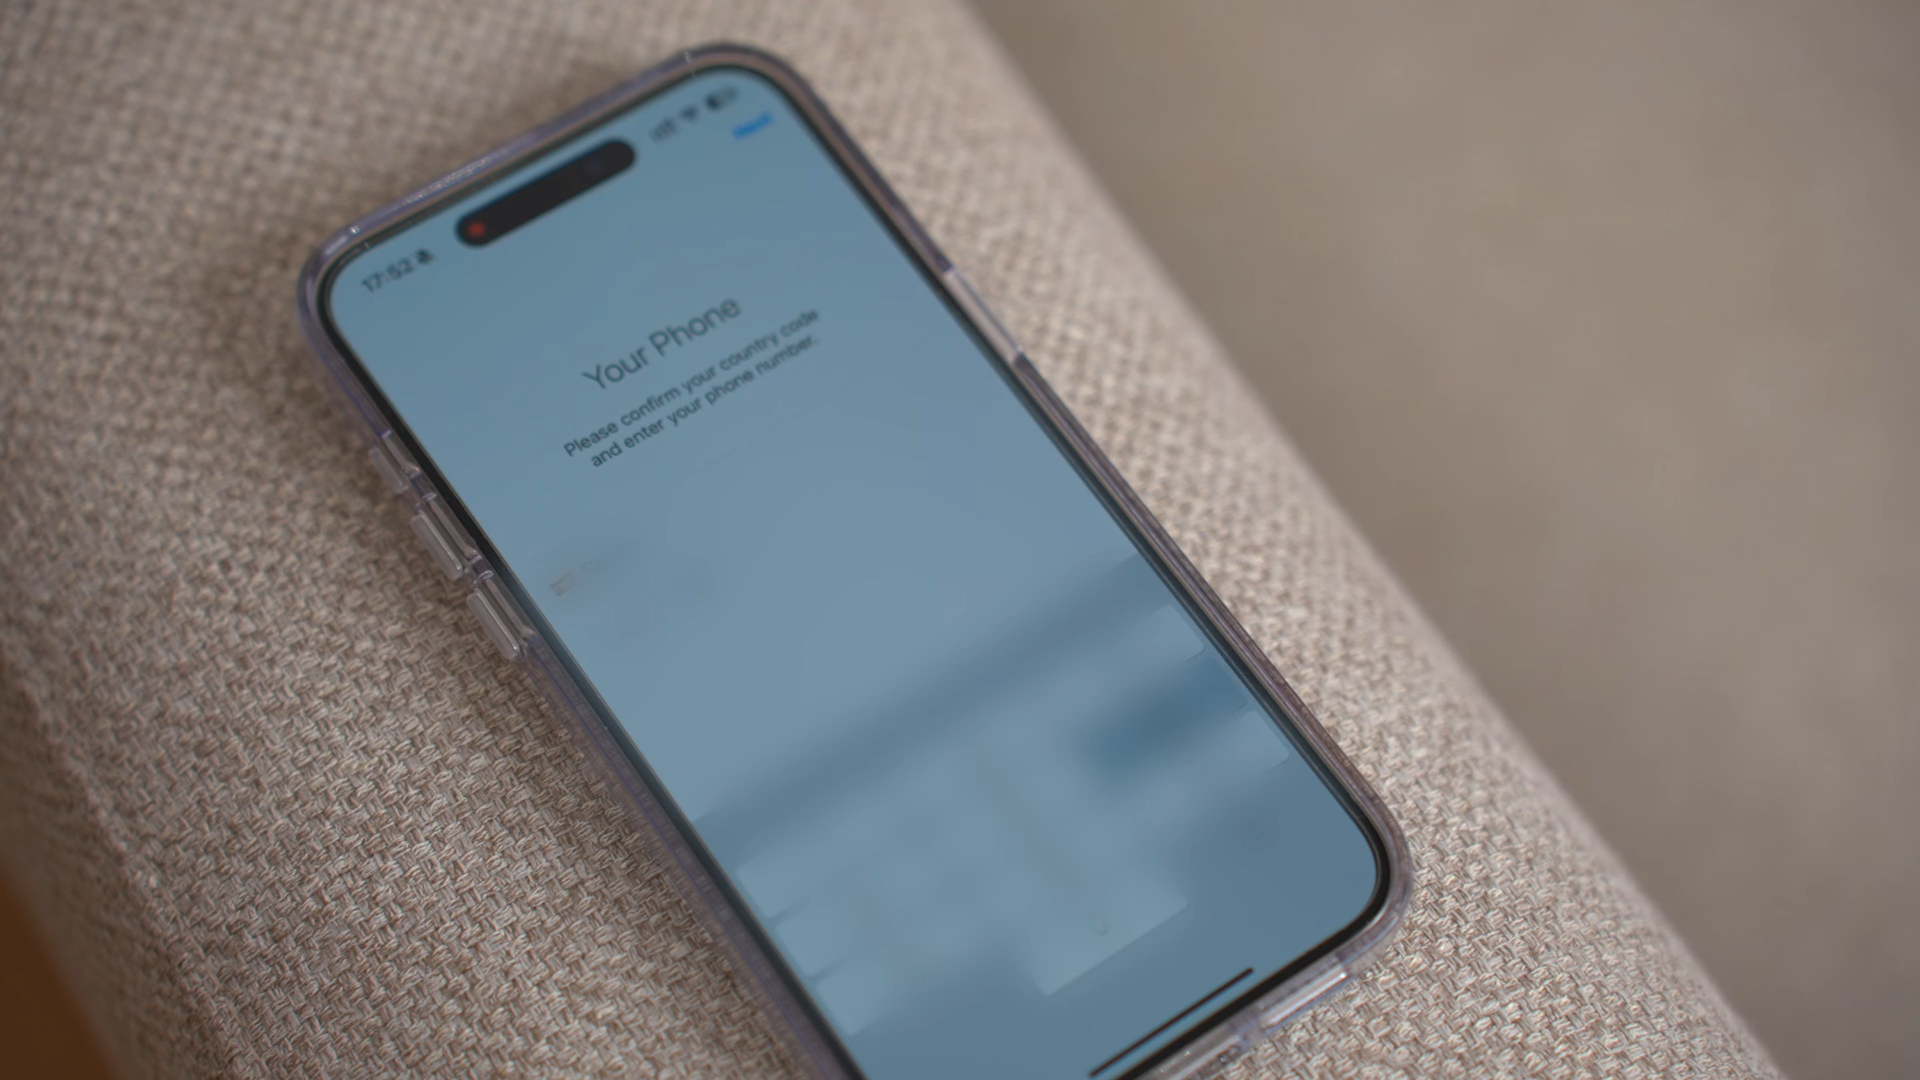 17:52
Next
Your Phone
Please confirm your country code
and enter your phone number.